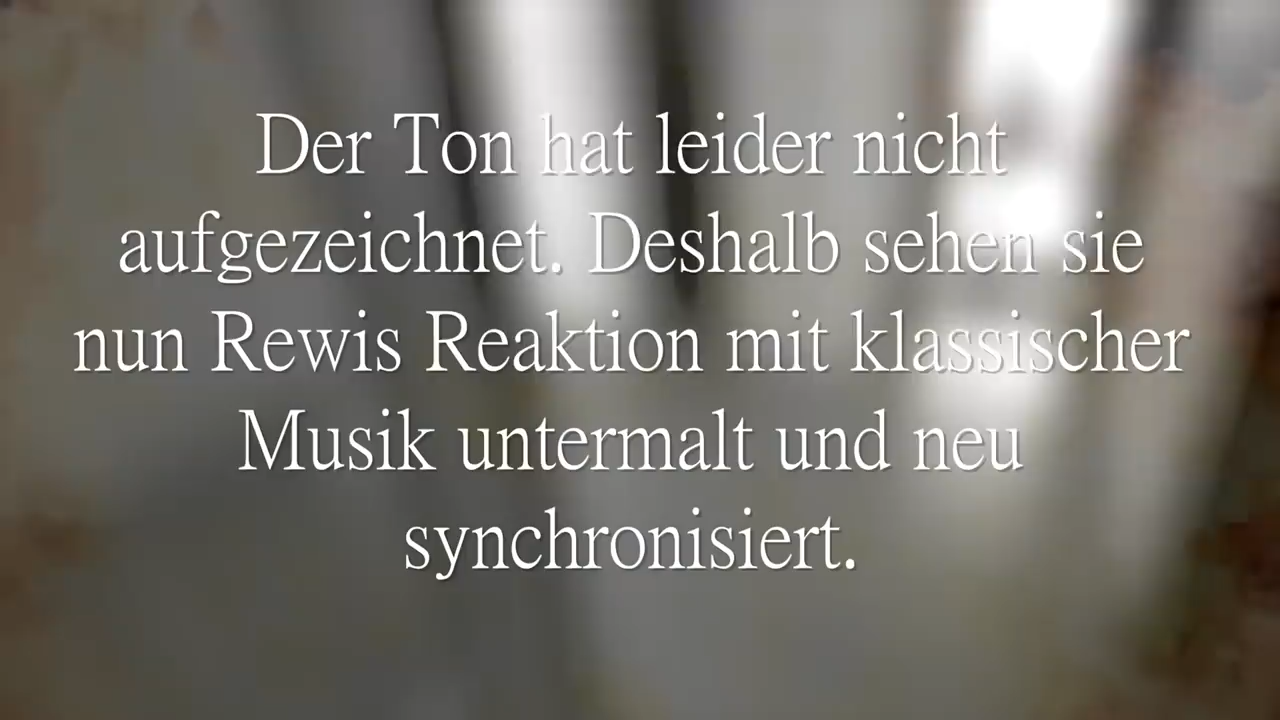 Der Ton hat leider nicht
aufgezeichnet. Deshalb sehen sie
nun Rewis Reaktion mit klassischer
Musik untermalt und neu
synchronisiert.